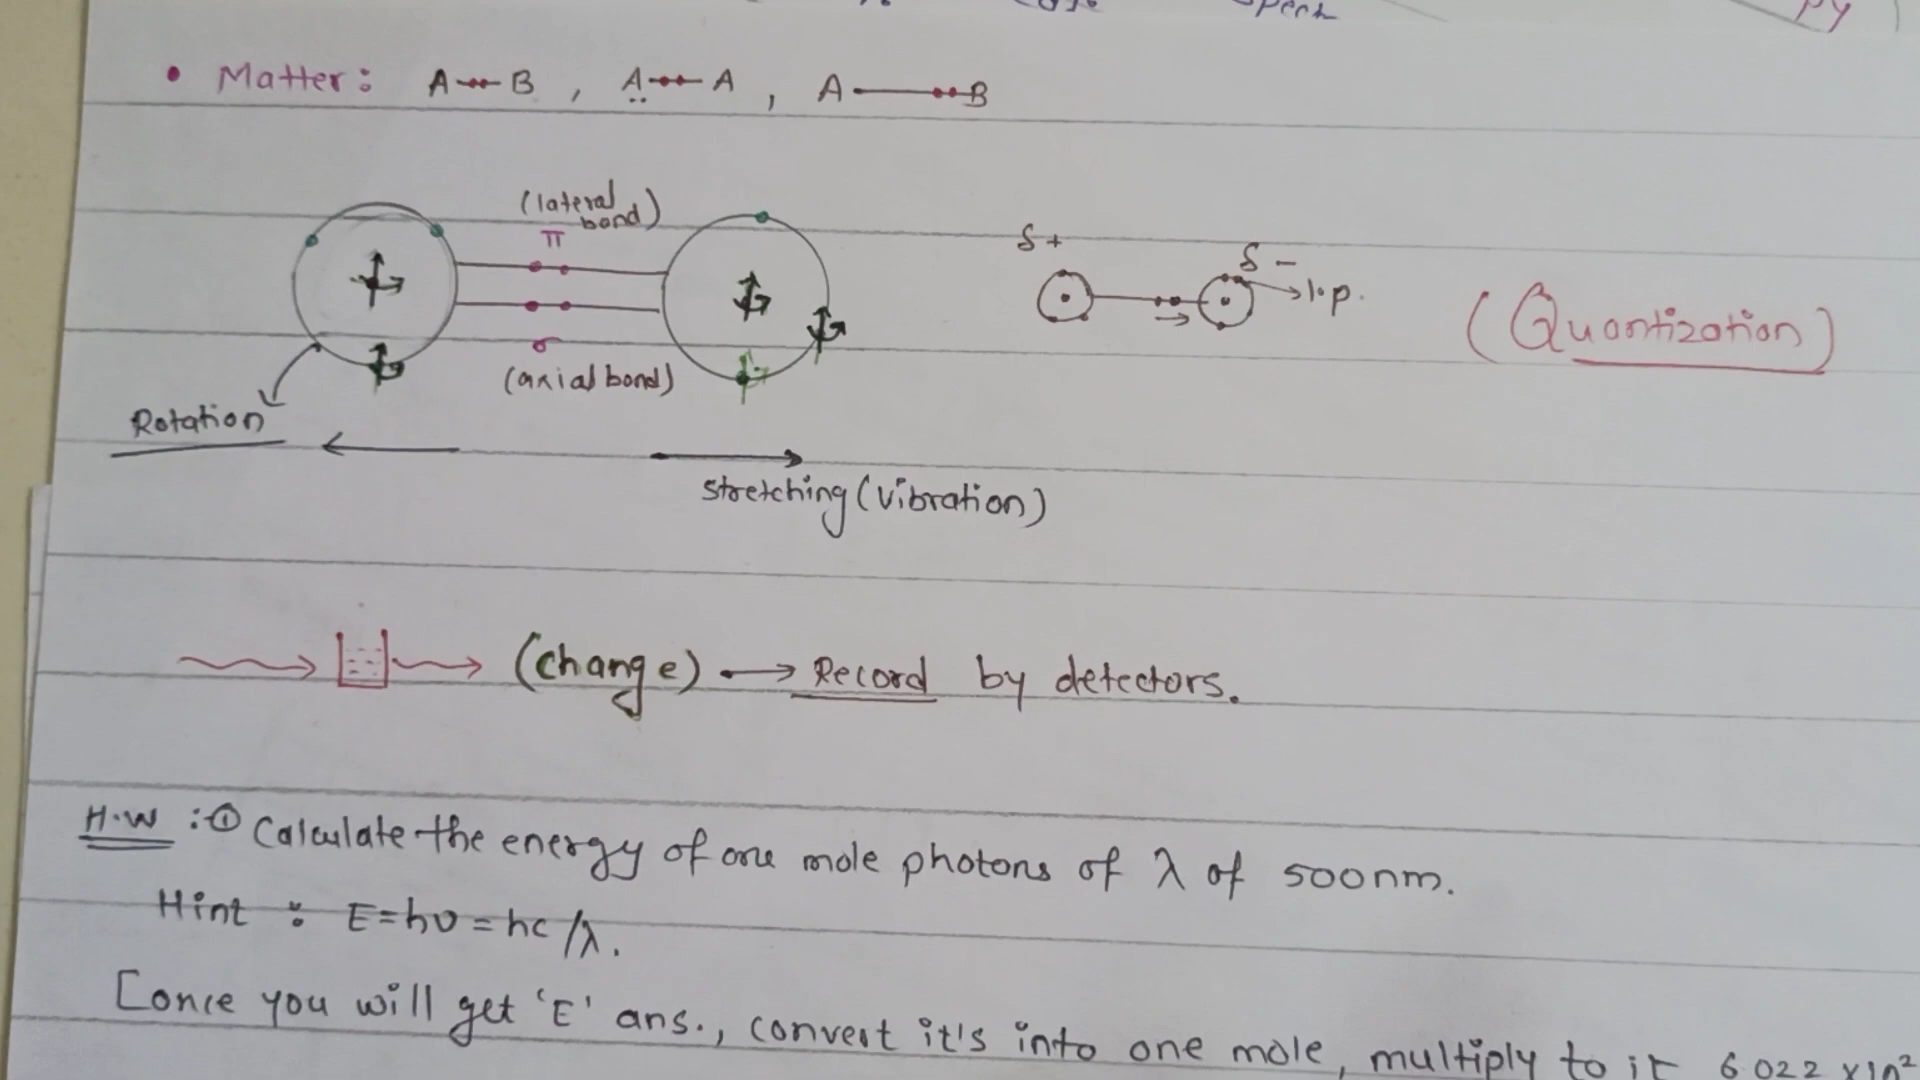 • Matter: A–B , A–A , A–B
(lateral bond)
π
δ+
δ–
l.p.
(Quantization)
σ
(axial bond)
Rotation
stretching (vibration)
(change) → Record by detectors.
H.W :① Calculate the energy of one mole photons of λ of 500nm.
Hint : E=hυ = hc/λ.
[once you will get 'E' ans., convert it's into one mole, multiply to it 6.022 x10²